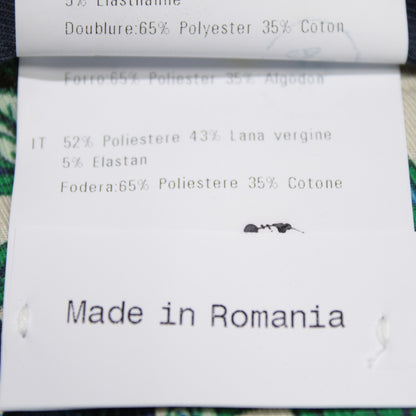 5% Elasthanne
Doublure:65% Polyester 35% Coton
Forro:65% Poliester 35% Algodon
IT 52% Poliestere 43% Lana vergine
5% Elastan
Fodera:65% Poliestere 35% Cotone
Made in Romania